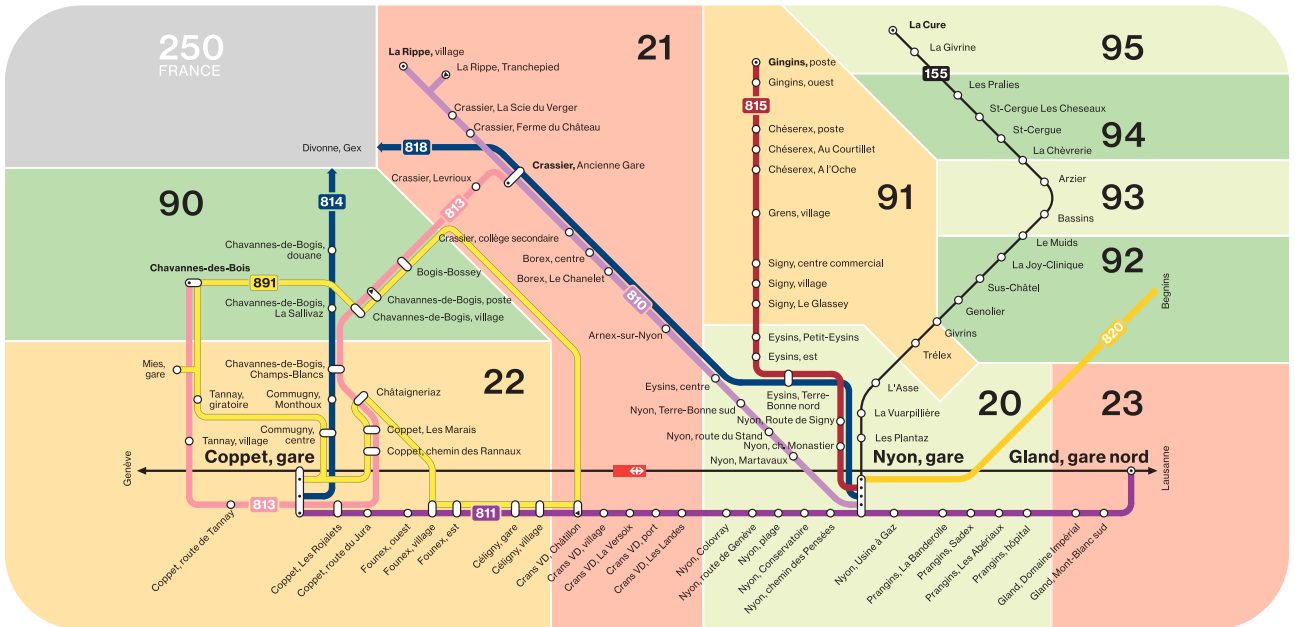 250
FRANCE
21
95
94
93
92
91
90
22
20
23
La Cure
La Givrine
155
Les Pralies
St-Cergue Les Cheseaux
St-Cergue
La Chèvrerie
Arzier
Bassins
Le Muids
La Joy-Clinique
Sus-Châtel
Genolier
Givrins
Trélex
L'Asse
La Vuarpillière
Les Plantaz
La Rippe, village
La Rippe, Tranchepied
Crassier, La Scie du Verger
Crassier, Ferme du Château
Crassier, Ancienne Gare
Divonne, Gex
818
Crassier, Levrioux
813
Crassier, collège secondaire
Borex, centre
Borex, Le Chanelet
810
Arnex-sur-Nyon
Eysins, centre
Nyon, Terre-Bonne sud
Nyon, route du Stand
Nyon, Martavaux
Gingins, poste
Gingins, ouest
815
Chéserex, poste
Chéserex, Au Courtillet
Chéserex, A l'Oche
Grens, village
Signy, centre commercial
Signy, village
Signy, Le Glassey
Eysins, Petit-Eysins
Eysins, est
Eysins, Terre-
Bonne nord
Nyon, Route de Signy
Nyon, ch. Monastier
Begnins
820
814
Chavannes-de-Bogis,
douane
Chavannes-des-Bois
891
Bogis-Bossey
Chavannes-de-Bogis, poste
Chavannes-de-Bogis, village
Chavannes-de-Bogis,
La Sallivaz
Chavannes-de-Bogis,
Champs-Blancs
Mies,
gare
Tannay,
giratoire
Commugny,
Monthoux
Châtaigneriaz
Commugny,
centre
Tannay, village
Coppet, Les Marais
Coppet, chemin des Rannaux
Coppet, gare
Nyon, gare
Gland, gare nord
Genève
Lausanne
813
811
Coppet, route de Tannay
Coppet, Les Rojalets
Coppet, route du Jura
Founex, ouest
Founex, village
Founex, est
Céligny, gare
Céligny, village
Crans VD, Châtillon
Crans VD, village
Crans VD, La Versoix
Crans VD, port
Crans VD, Les Landes
Nyon, Colovray
Nyon, route de Genève
Nyon, plage
Nyon, Conservatoire
Nyon, chemin des Pensées
Nyon, Usine à Gaz
Prangins, La Banderolle
Prangins, Sadex
Prangins, Les Abériaux
Prangins, hôpital
Gland, Domaine Impérial
Gland, Mont-Blanc sud